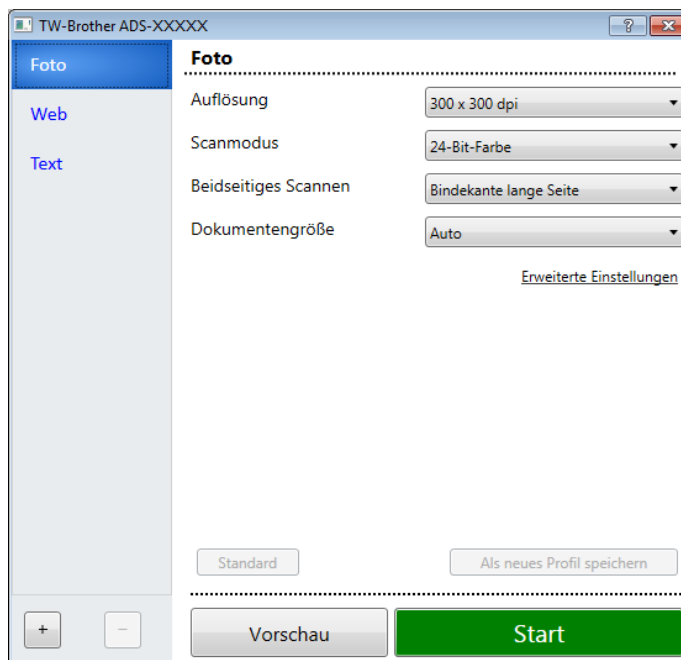 TW-Brother ADS-XXXXX
Foto
Web
Text
Foto
Auflösung
300 x 300 dpi
Scanmodus
24-Bit-Farbe
Beidseitiges Scannen
Bindekante lange Seite
Dokumentengröße
Auto
Erweiterte Einstellungen
Standard
Als neues Profil speichern
+
−
Vorschau
Start